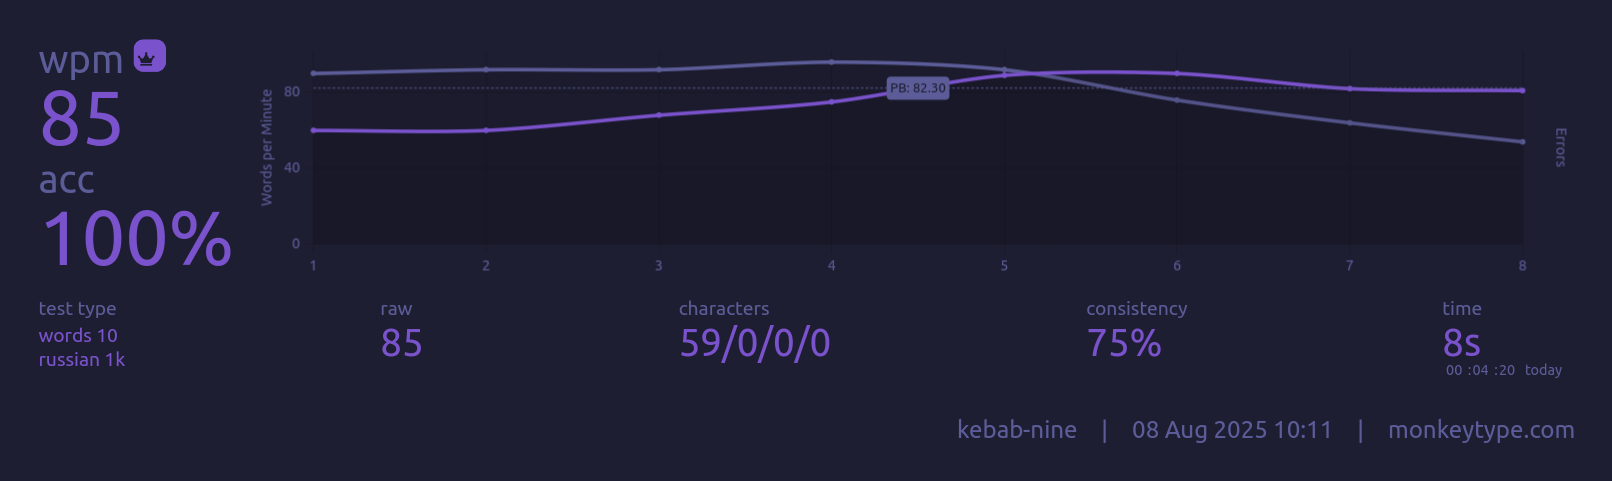 wpm
85
acc
100%
Words per Minute
80
40
0
PB: 82.30
Errors
1 2 3 4 5 6 7 8
test type
words 10
russian 1k
raw
85
characters
59/0/0/0
consistency
75%
time
8s
00 :04 :20 today
kebab-nine | 08 Aug 2025 10:11 | monkeytype.com